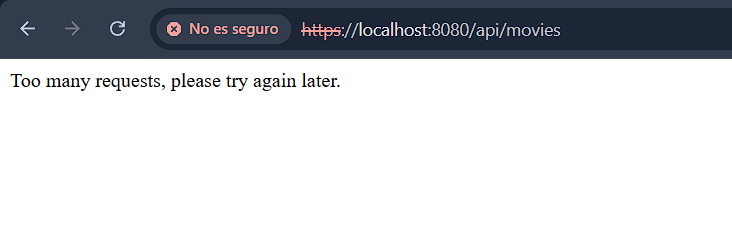 No es seguro https://localhost:8080/api/movies
Too many requests, please try again later.